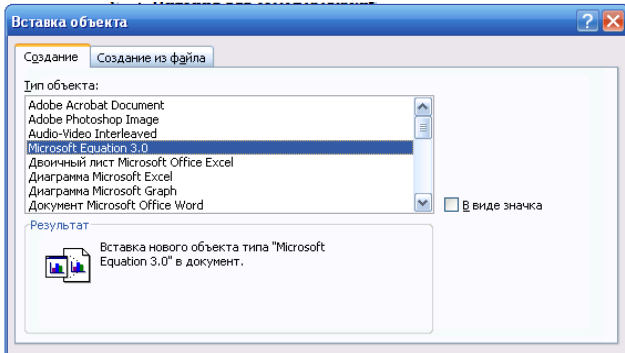 Вставка объекта
Создание
Создание из файла
Тип объекта:
Adobe Acrobat Document
Adobe Photoshop Image
Audio-Video Interleaved
Microsoft Equation 3.0
Двоичный лист Microsoft Office Excel
Диаграмма Microsoft Excel
Диаграмма Microsoft Graph
Документ Microsoft Office Word
В виде значка
Результат
Вставка нового объекта типа "Microsoft
Equation 3.0" в документ.